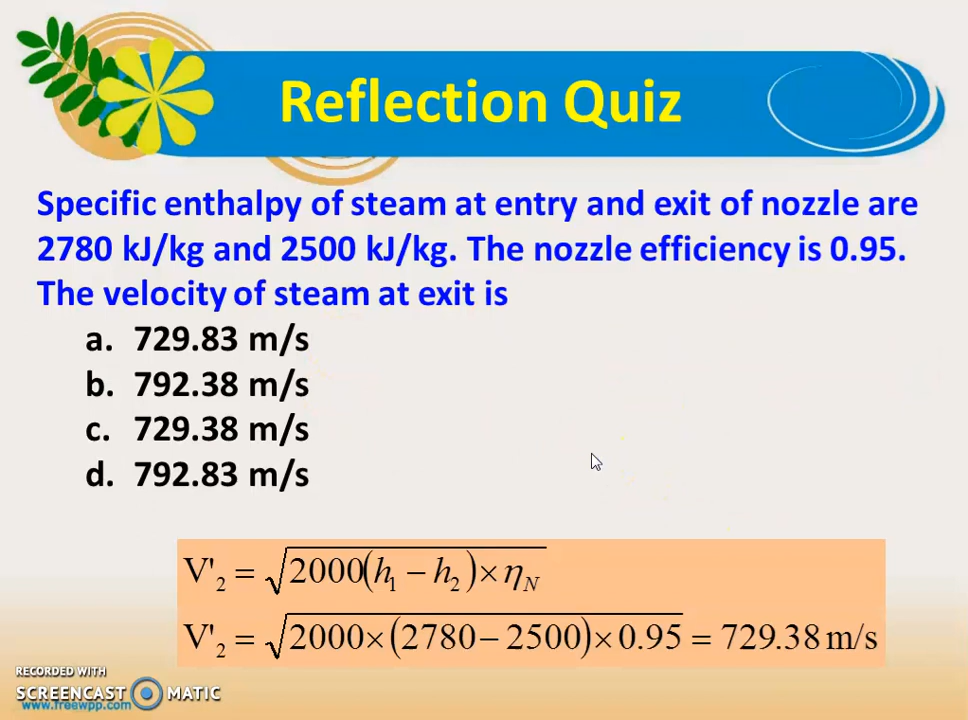 Reflection Quiz
Specific enthalpy of steam at entry and exit of nozzle are
2780 kJ/kg and 2500 kJ/kg. The nozzle efficiency is 0.95.
The velocity of steam at exit is
a. 729.83 m/s
b. 792.38 m/s
c. 729.38 m/s
d. 792.83 m/s
V'₂ = √2000(h₁ − h₂) × η_N
V'₂ = √2000×(2780−2500)×0.95 = 729.38 m/s
RECORDED WITH
SCREENCAST MATIC
www.freewpp.com